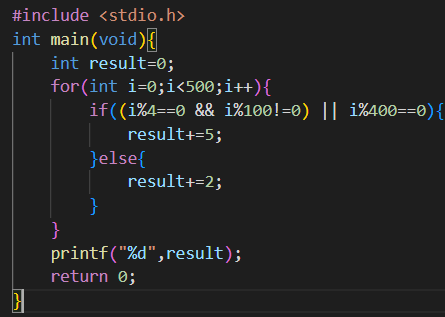 #include <stdio.h>
int main(void){
    int result=0;
    for(int i=0;i<500;i++){
        if((i%4==0 && i%100!=0) || i%400==0){
            result+=5;
        }else{
            result+=2;
        }
    }
    printf("%d",result);
    return 0;
}